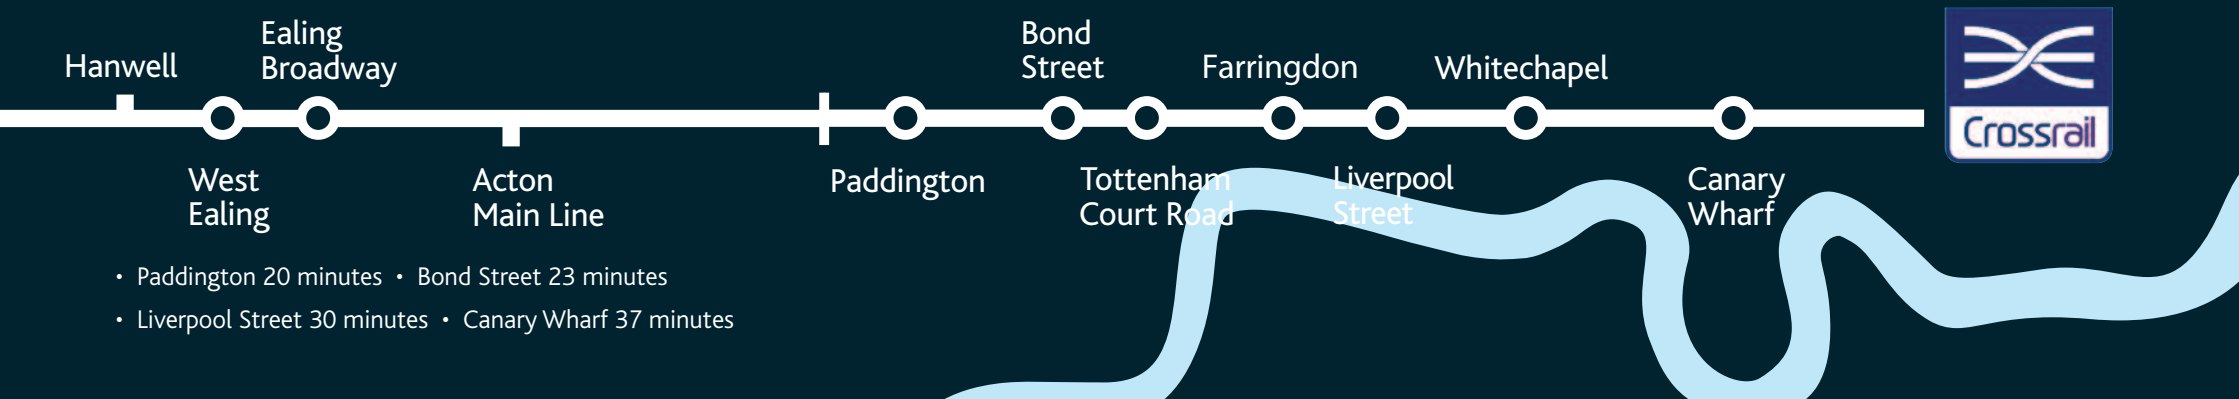 Hanwell
Ealing
Broadway
Bond
Street
Farringdon
Whitechapel
Crossrail
West
Ealing
Acton
Main Line
Paddington
Tottenham
Court Road
Liverpool
Street
Canary
Wharf
• Paddington 20 minutes • Bond Street 23 minutes
• Liverpool Street 30 minutes • Canary Wharf 37 minutes